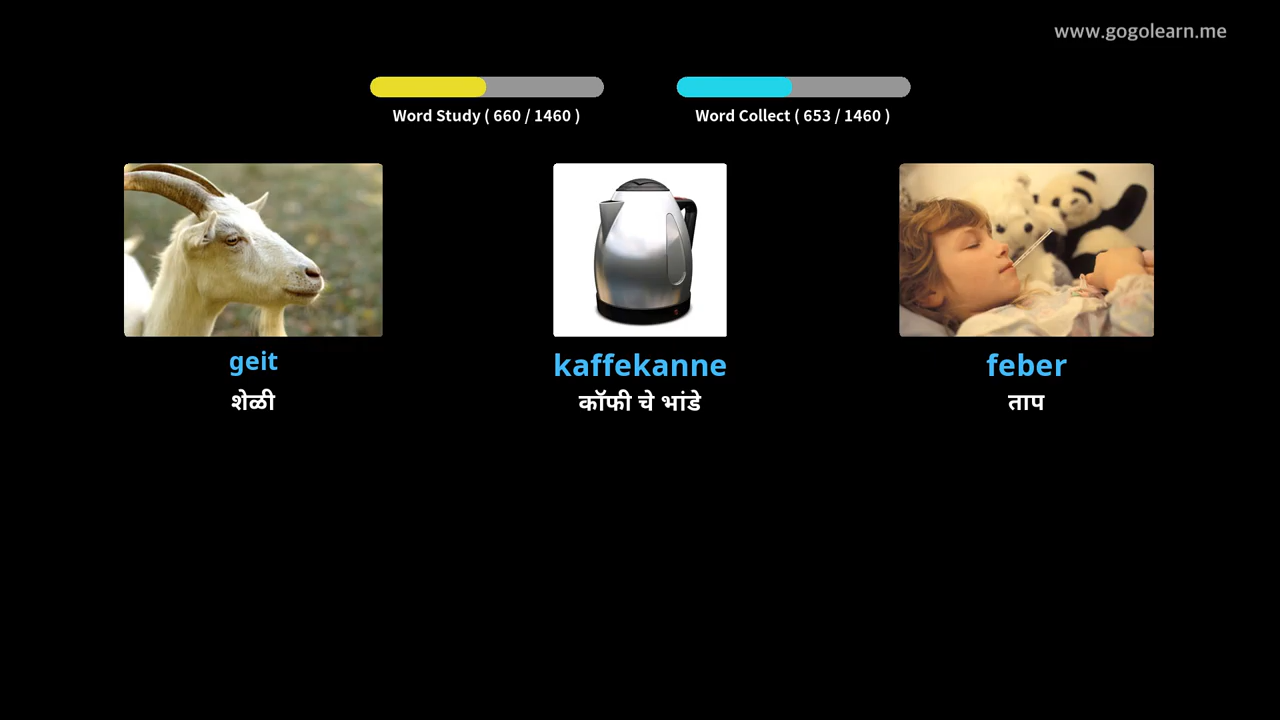 www.gogolearn.me
Word Study ( 660 / 1460 )
Word Collect ( 653 / 1460 )
geit
शेळी
kaffekanne
कॉफी चे भांडे
feber
ताप